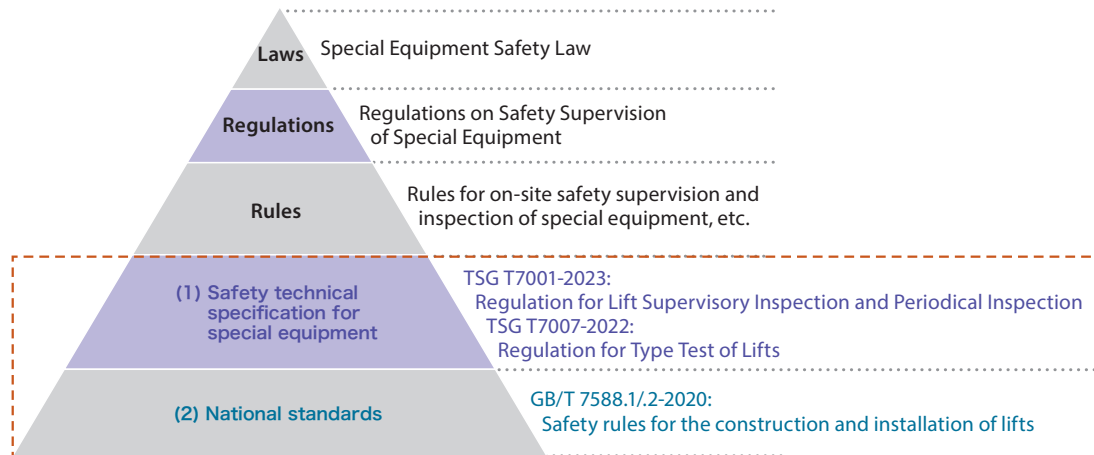 Laws
Special Equipment Safety Law
Regulations
Regulations on Safety Supervision
of Special Equipment
Rules
Rules for on-site safety supervision and
inspection of special equipment, etc.
(1) Safety technical
specification for
special equipment
TSG T7001-2023:
Regulation for Lift Supervisory Inspection and Periodical Inspection
TSG T7007-2022:
Regulation for Type Test of Lifts
(2) National standards
GB/T 7588.1/.2-2020:
Safety rules for the construction and installation of lifts